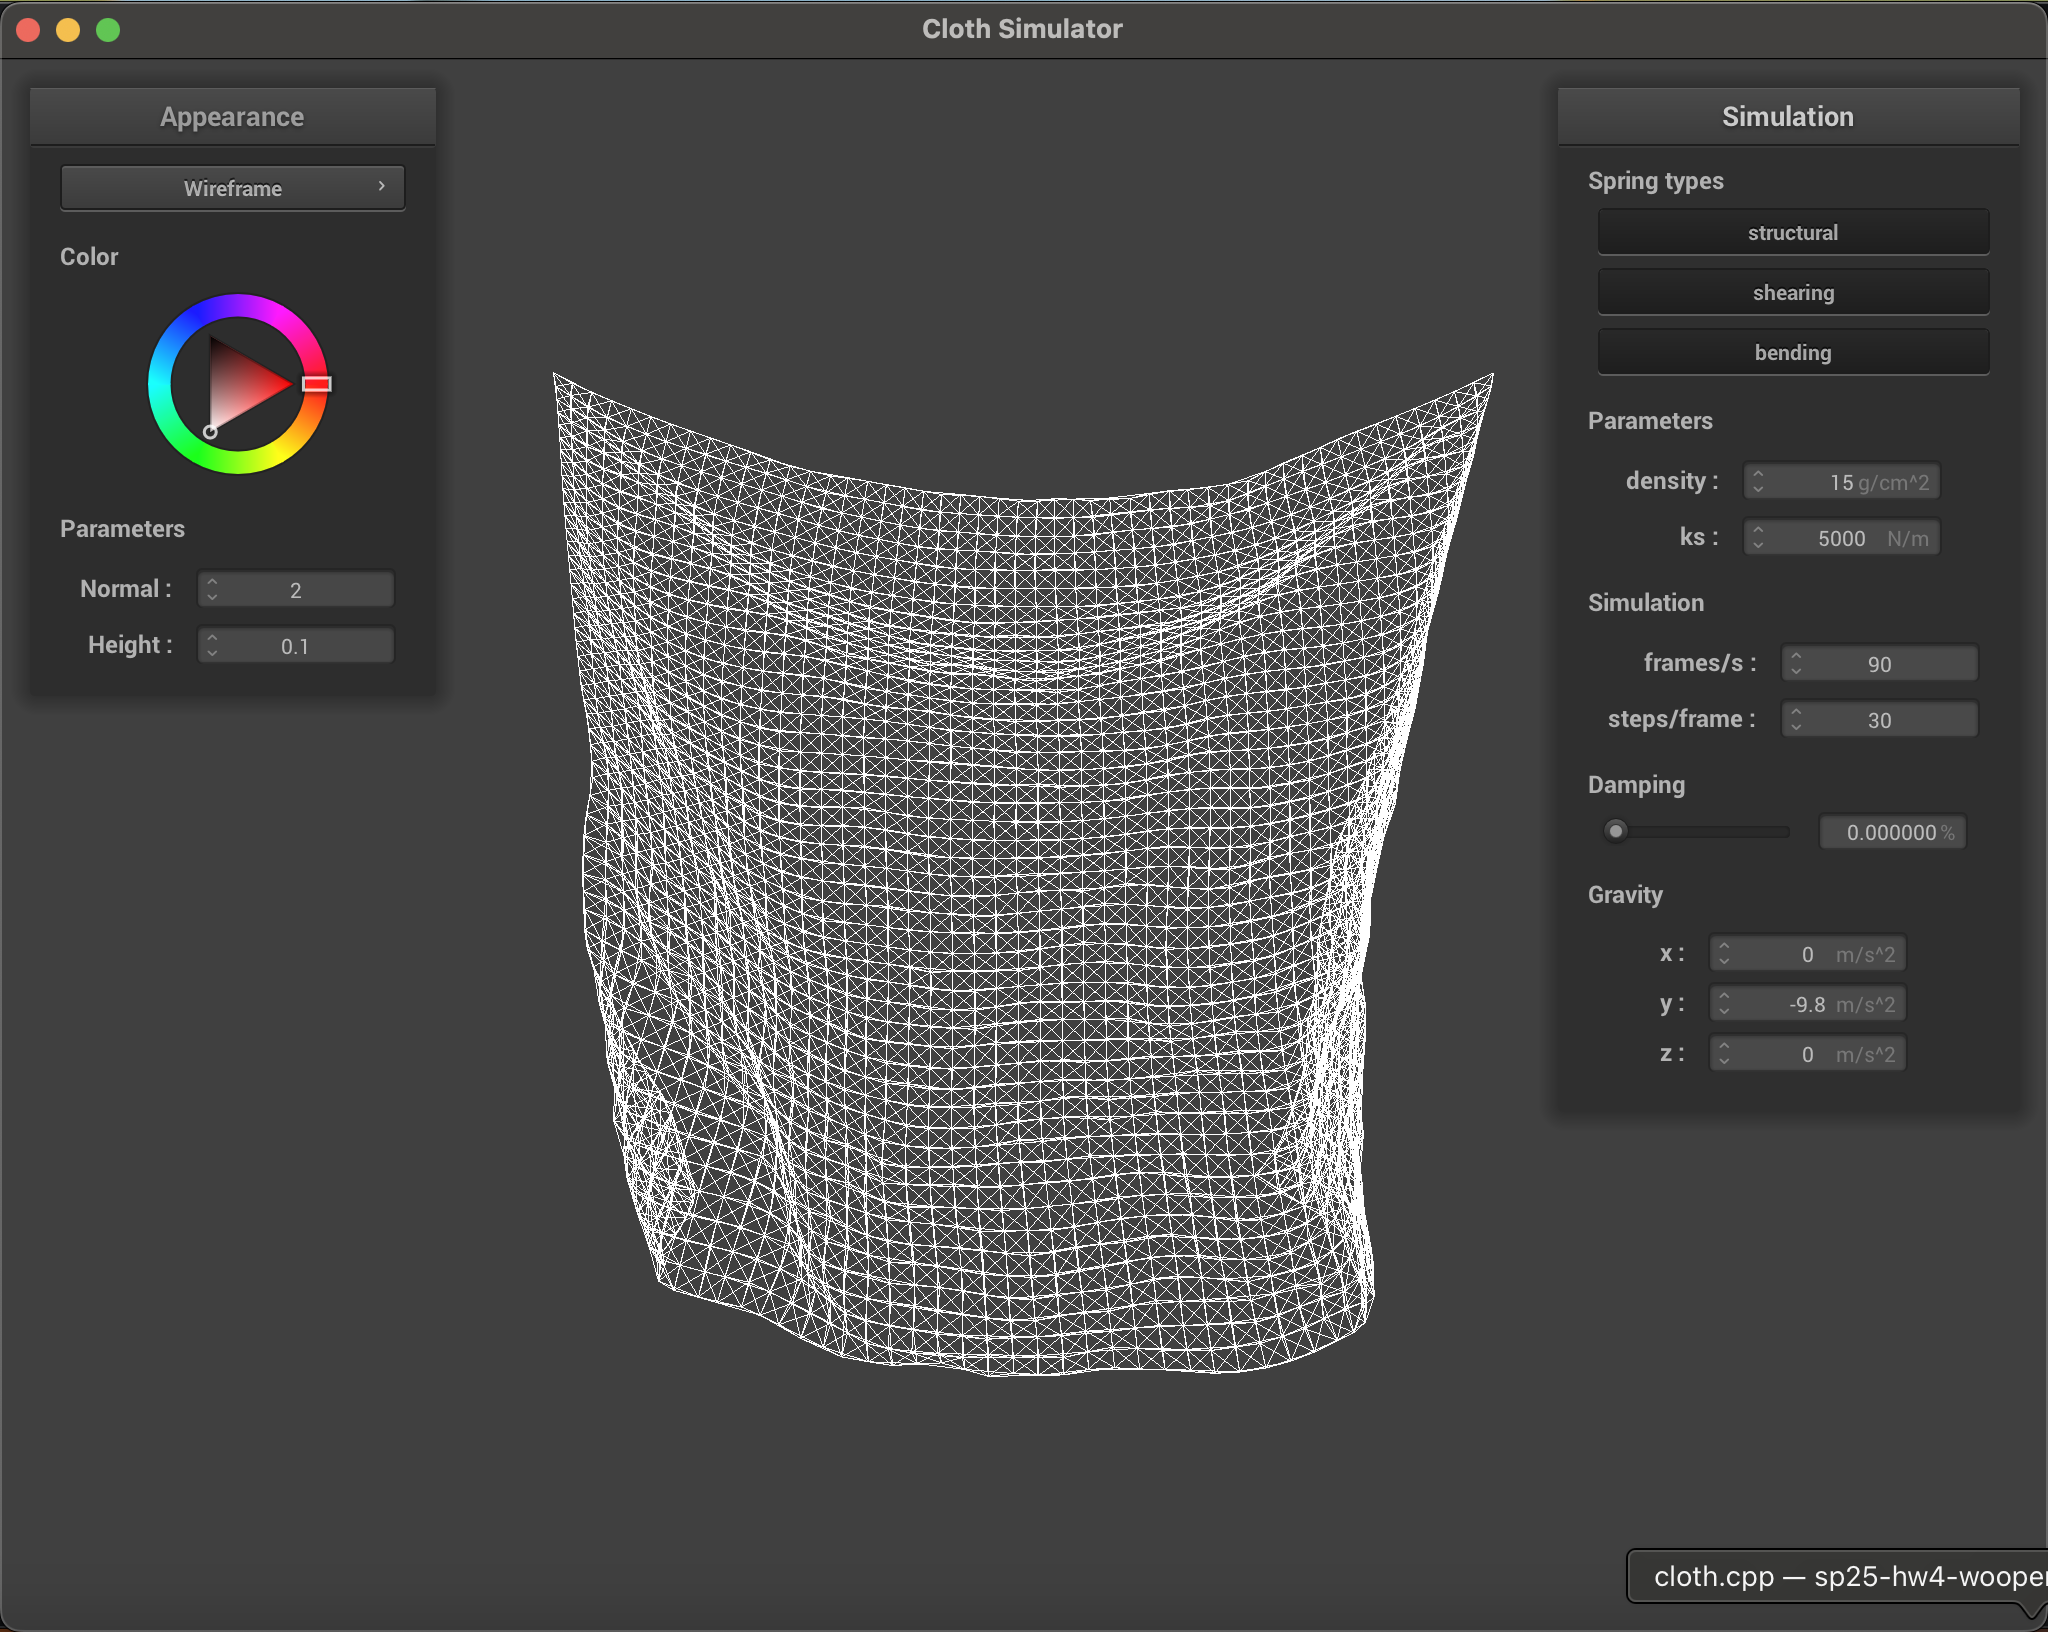 Cloth Simulator
Appearance
Wireframe
Color
Parameters
Normal : 2
Height : 0.1
Simulation
Spring types
structural
shearing
bending
Parameters
density : 15 g/cm^2
ks : 5000 N/m
Simulation
frames/s : 90
steps/frame : 30
Damping
0.000000 %
Gravity
x : 0 m/s^2
y : -9.8 m/s^2
z : 0 m/s^2
cloth.cpp — sp25-hw4-wooper